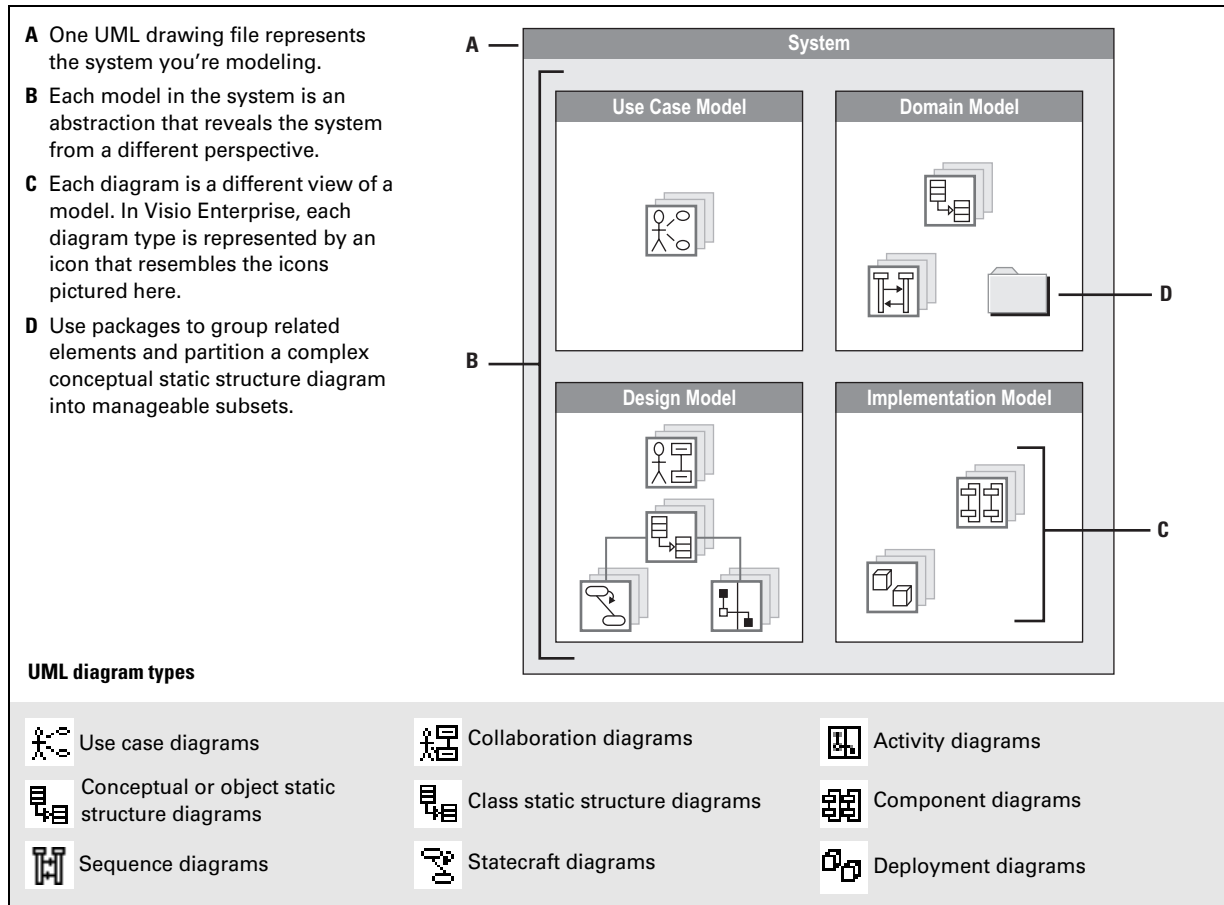 A One UML drawing file represents
the system you're modeling.
B Each model in the system is an
abstraction that reveals the system
from a different perspective.
C Each diagram is a different view of a
model. In Visio Enterprise, each
diagram type is represented by an
icon that resembles the icons
pictured here.
D Use packages to group related
elements and partition a complex
conceptual static structure diagram
into manageable subsets.
A
System
Use Case Model
Domain Model
D
B
Design Model
Implementation Model
C
UML diagram types
Use case diagrams
Conceptual or object static
structure diagrams
Sequence diagrams
Collaboration diagrams
Class static structure diagrams
Statecraft diagrams
Activity diagrams
Component diagrams
Deployment diagrams